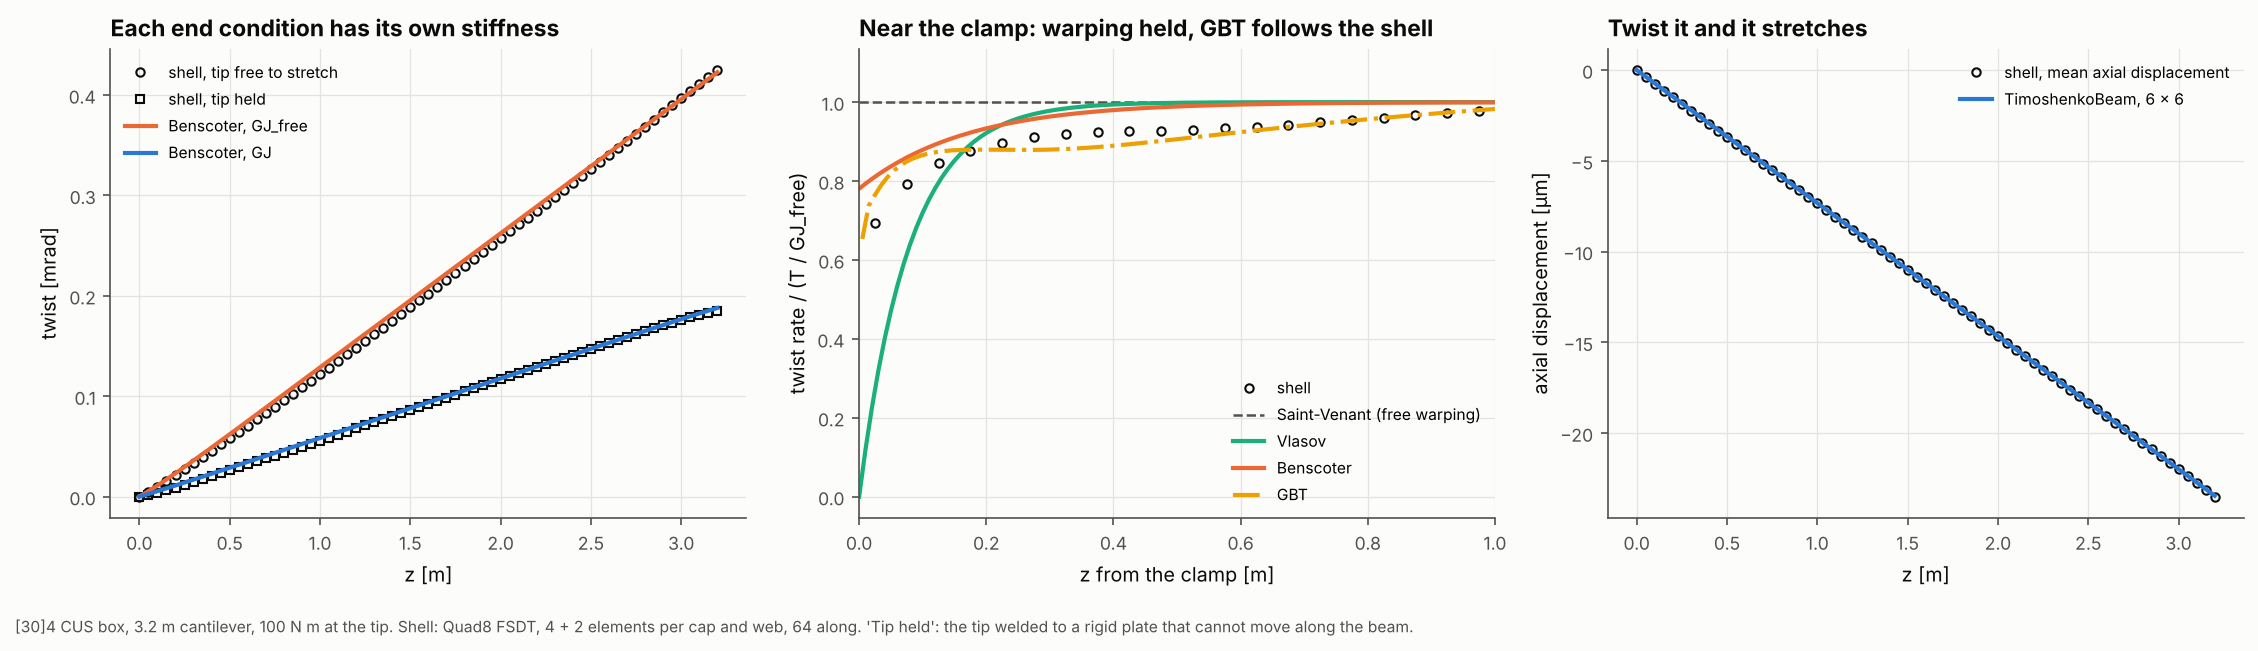 Each end condition has its own stiffness
shell, tip free to stretch
shell, tip held
Benscoter, GJ_free
Benscoter, GJ
twist [mrad]
0.4
0.3
0.2
0.1
0.0
0.0 0.5 1.0 1.5 2.0 2.5 3.0
z [m]
Near the clamp: warping held, GBT follows the shell
twist rate / (T / GJ_free)
1.0
0.8
0.6
0.4
0.2
0.0
shell
Saint-Venant (free warping)
Vlasov
Benscoter
GBT
0.0 0.2 0.4 0.6 0.8 1.0
z from the clamp [m]
Twist it and it stretches
shell, mean axial displacement
TimoshenkoBeam, 6 × 6
axial displacement [µm]
0
−5
−10
−15
−20
0.0 0.5 1.0 1.5 2.0 2.5 3.0
z [m]
[30]4 CUS box, 3.2 m cantilever, 100 N m at the tip. Shell: Quad8 FSDT, 4 + 2 elements per cap and web, 64 along. 'Tip held': the tip welded to a rigid plate that cannot move along the beam.